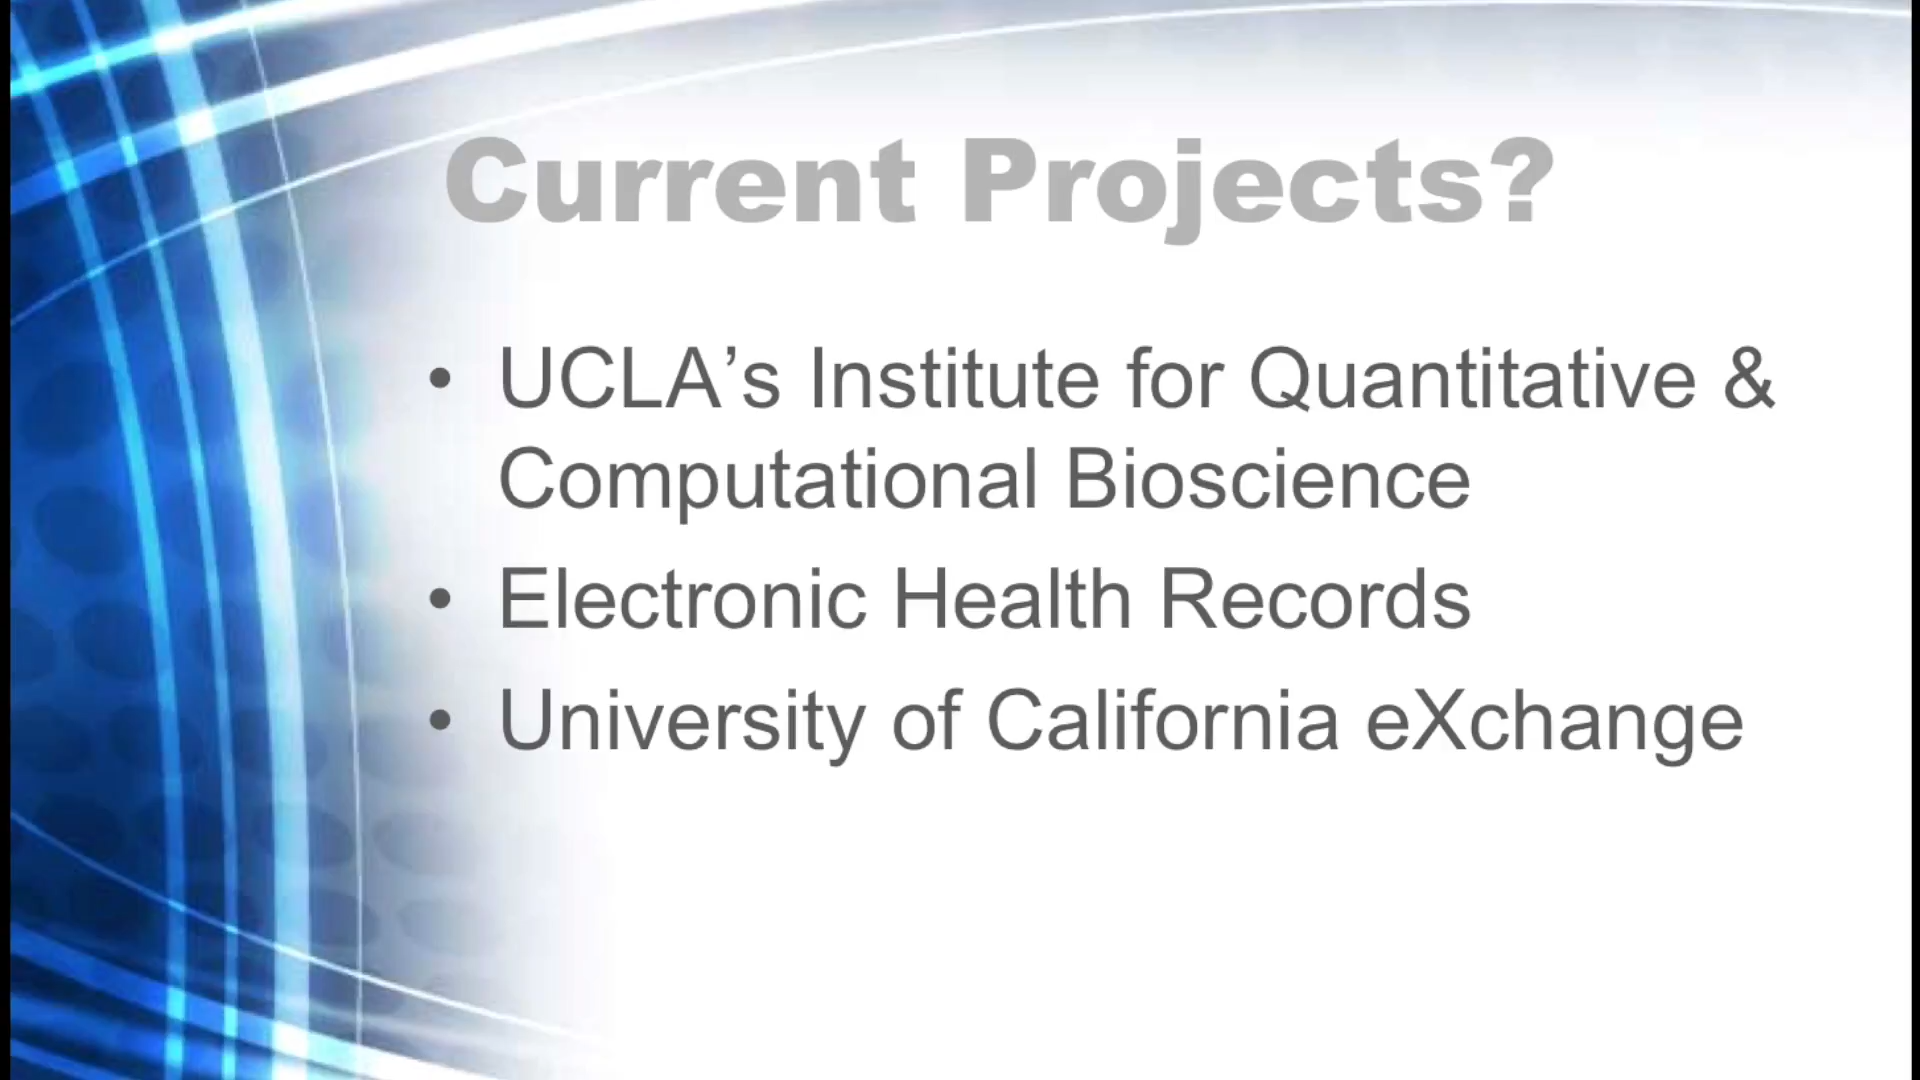 Current Projects?
• UCLA’s Institute for Quantitative &
Computational Bioscience
• Electronic Health Records
• University of California eXchange